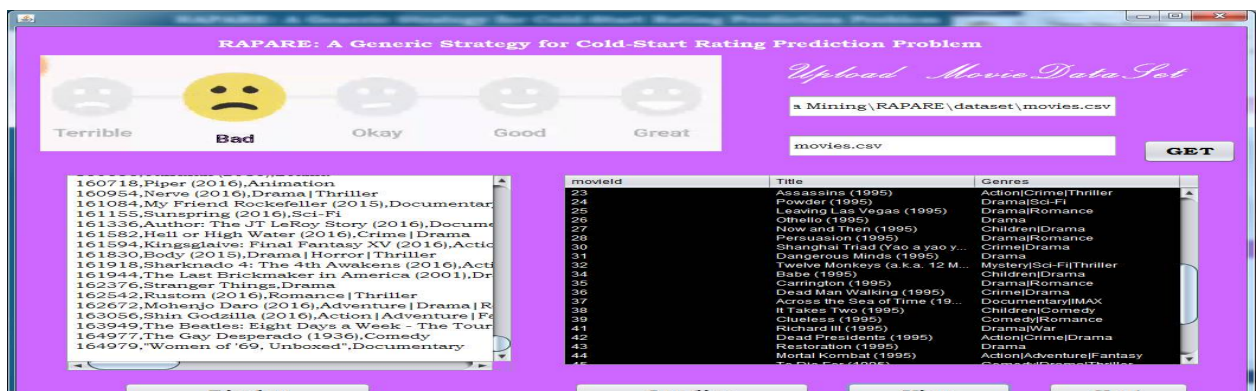 RAPARE: A Generic Strategy for Cold-Start Rating Prediction Problem
Terrible
Bad
Okay
Good
Great
Upload MovieDataSet
a Mining\RAPARE\dataset\movies.csv
movies.csv
GET
160718,Piper (2016),Animation
160954,Nerve (2016),Drama|Thriller
161084,My Friend Rockefeller (2015),Documentar
161155,Sunspring (2016),Sci-Fi
161336,Author: The JT LeRoy Story (2016),Docume
161582,Hell or High Water (2016),Crime|Drama
161594,Kingsglaive: Final Fantasy XV (2016),Actic
161830,Body (2015),Drama|Horror|Thriller
161918,Sharknado 4: The 4th Awakens (2016),Acti
161944,The Last Brickmaker in America (2001),Dr
162376,Stranger Things,Drama
162542,Rustom (2016),Romance|Thriller
162672,Mohenjo Daro (2016),Adventure|Drama|R
163056,Shin Godzilla (2016),Action|Adventure|Fa
163949,The Beatles: Eight Days a Week - The Tour
164977,The Gay Desperado (1936),Comedy
164979,"Women of '69, Unboxed",Documentary
movieId Title Genres
23 Assassins (1995) Action|Crime|Thriller
24 Powder (1995) Drama|Sci-Fi
25 Leaving Las Vegas (1995) Drama|Romance
26 Othello (1995) Drama
27 Now and Then (1995) Children|Drama
28 Persuasion (1995) Drama|Romance
30 Shanghai Triad (Yao a yao y... Crime|Drama
31 Dangerous Minds (1995) Drama
32 Twelve Monkeys (a.k.a. 12 M... Mystery|Sci-Fi|Thriller
34 Babe (1995) Children|Drama
35 Carrington (1995) Drama|Romance
36 Dead Man Walking (1995) Crime|Drama
37 Across the Sea of Time (19... Documentary|IMAX
38 It Takes Two (1995) Children|Comedy
39 Clueless (1995) Comedy|Romance
41 Richard III (1995) Drama|War
42 Dead Presidents (1995) Action|Crime|Drama
43 Restoration (1995) Drama
44 Mortal Kombat (1995) Action|Adventure|Fantasy
45 To Die For (1995) Comedy|Drama|Thriller